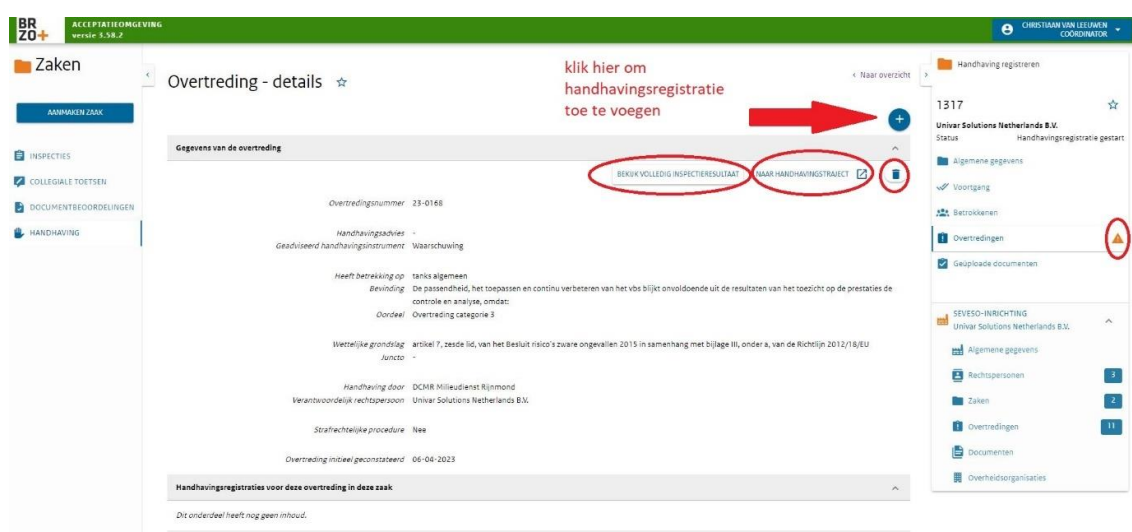 BR
ZO+
ACCEPTATIEOMGEVING
versie 3.58.2
CHRISTIAAN VAN LEEUWEN
COÖRDINATOR
Zaken
AANMAKEN ZAAK
INSPECTIES
COLLEGIALE TOETSEN
DOCUMENTBEOORDELINGEN
HANDHAVING
Overtreding - details
klik hier om
handhavingsregistratie
toe te voegen
‹ Naar overzicht
+
Gegevens van de overtreding
BEKIJK VOLLEDIG INSPECTIERESULTAAT NAAR HANDHAVINGSTRAJECT
Overtredingsnummer 23-0168
Handhavingsadvies -
Geadviseerd handhavingsinstrument Waarschuwing
Heeft betrekking op tanks algemeen
Bevinding De passendheid, het toepassen en continu verbeteren van het vbs blijkt onvoldoende uit de resultaten van het toezicht op de prestaties de
controle en analyse, omdat:
Oordeel Overtreding categorie 3
Wettelijke grondslag artikel 7, zesde lid, van het Besluit risico's zware ongevallen 2015 in samenhang met bijlage III, onder a, van de Richtlijn 2012/18/EU
Juncto -
Handhaving door DCMR Milieudienst Rijnmond
Verantwoordelijk rechtspersoon Univar Solutions Netherlands B.V.
Strafrechtelijke procedure Nee
Overtreding initieel geconstateerd 06-04-2023
Handhavingsregistraties voor deze overtreding in deze zaak
Dit onderdeel heeft nog geen inhoud.
Handhaving registreren
1317
Univar Solutions Netherlands B.V.
Status Handhavingsregistratie gestart
Algemene gegevens
Voortgang
Betrokkenen
Overtredingen
Geüploade documenten
SEVESO-INRICHTING
Univar Solutions Netherlands B.V.
Algemene gegevens
Rechtspersonen 3
Zaken 2
Overtredingen 11
Documenten
Overheidsorganisaties